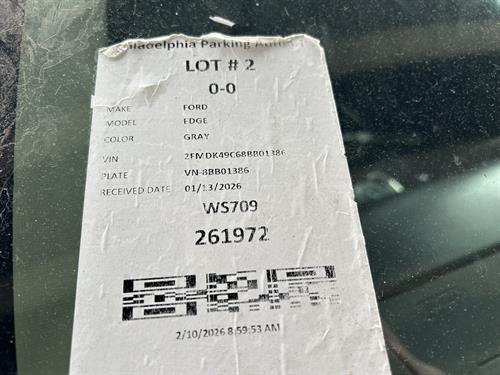 iladelphia Parking Auth
LOT # 2
0-0
MAKE FORD
MODEL EDGE
COLOR GRAY
VIN 2FMDK49C68BB01386
PLATE VN-8BB01386
RECEIVED DATE 01/13/2026
WS709
261972
2/10/2026 8:59:53 AM